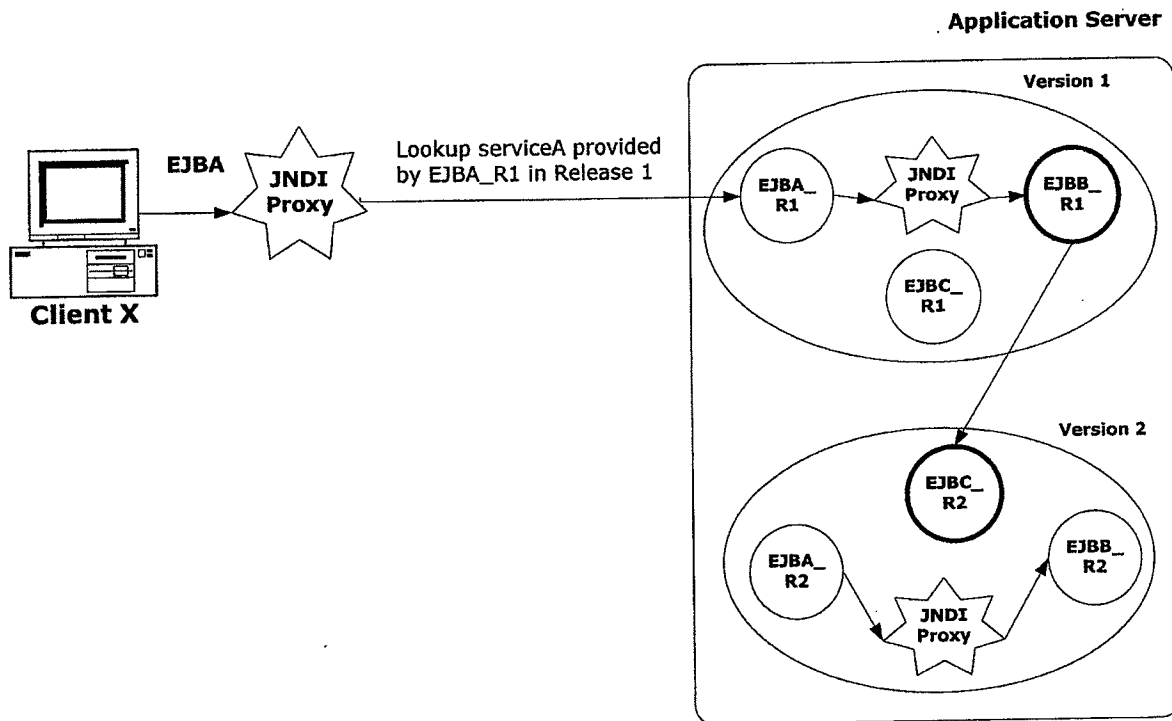 Application Server
Version 1
EJBA
JNDI
Proxy
Lookup serviceA provided
by EJBA_R1 in Release 1
EJBA_
R1
JNDI
Proxy
EJBB_
R1
EJBC_
R1
Client X
Version 2
EJBC_
R2
EJBA_
R2
JNDI
Proxy
EJBB_
R2